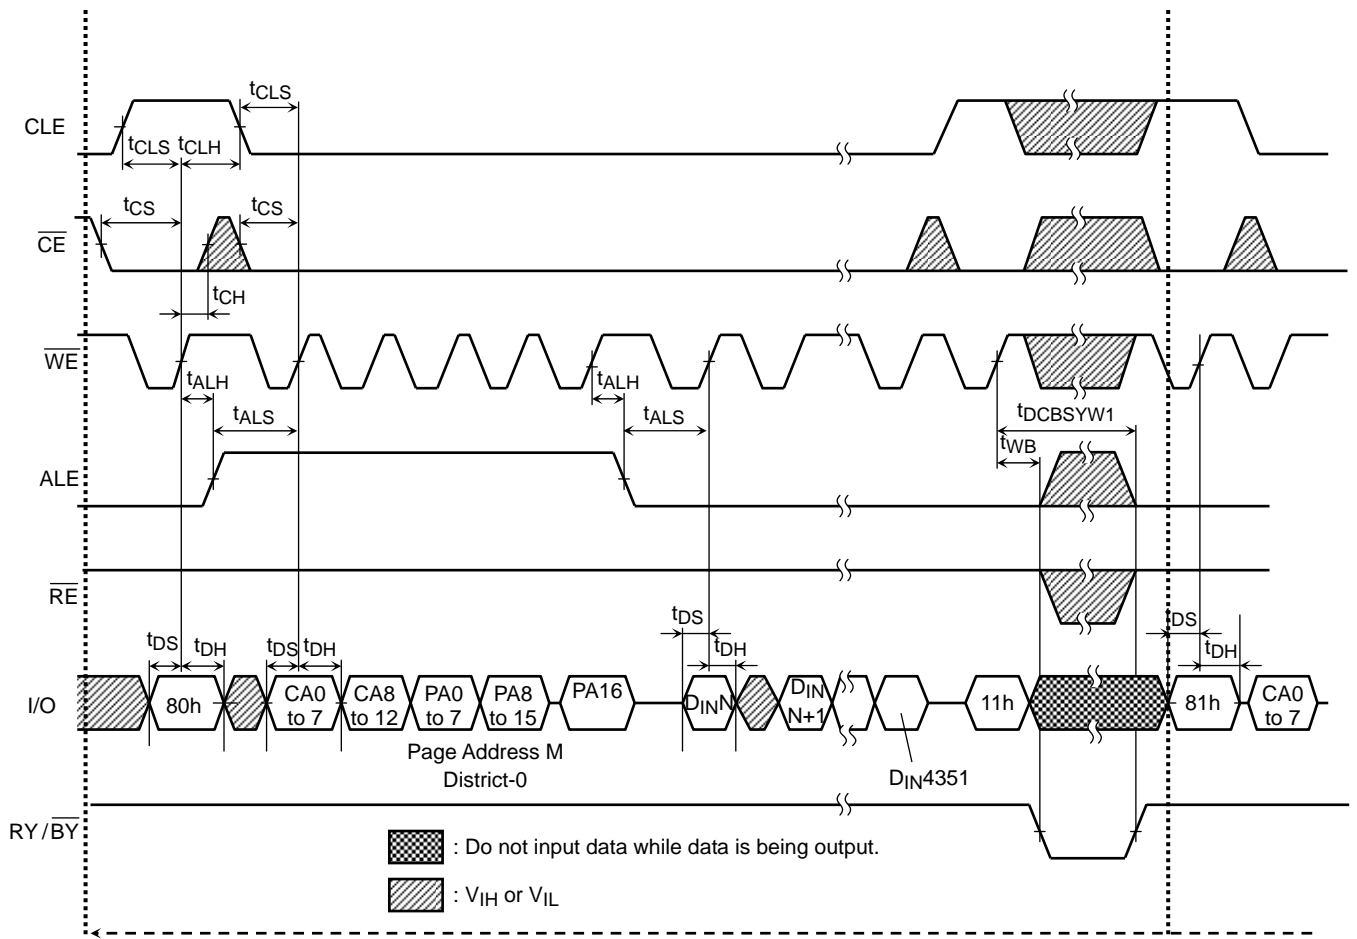 tCLS
CLE
tCLS tCLH
tCS tCS
CE
tCH
WE
tALH tALH
tALS tALS tDCBSYW1
tWB
ALE
RE
tDS tDH tDS tDH tDS tDH tDS tDH
I/O
80h
CA0 to 7
CA8 to 12
PA0 to 7
PA8 to 15
PA16
DINN
DIN N+1
11h
81h
CA0 to 7
Page Address M
District-0
DIN4351
RY/BY
: Do not input data while data is being output.
: VIH or VIL